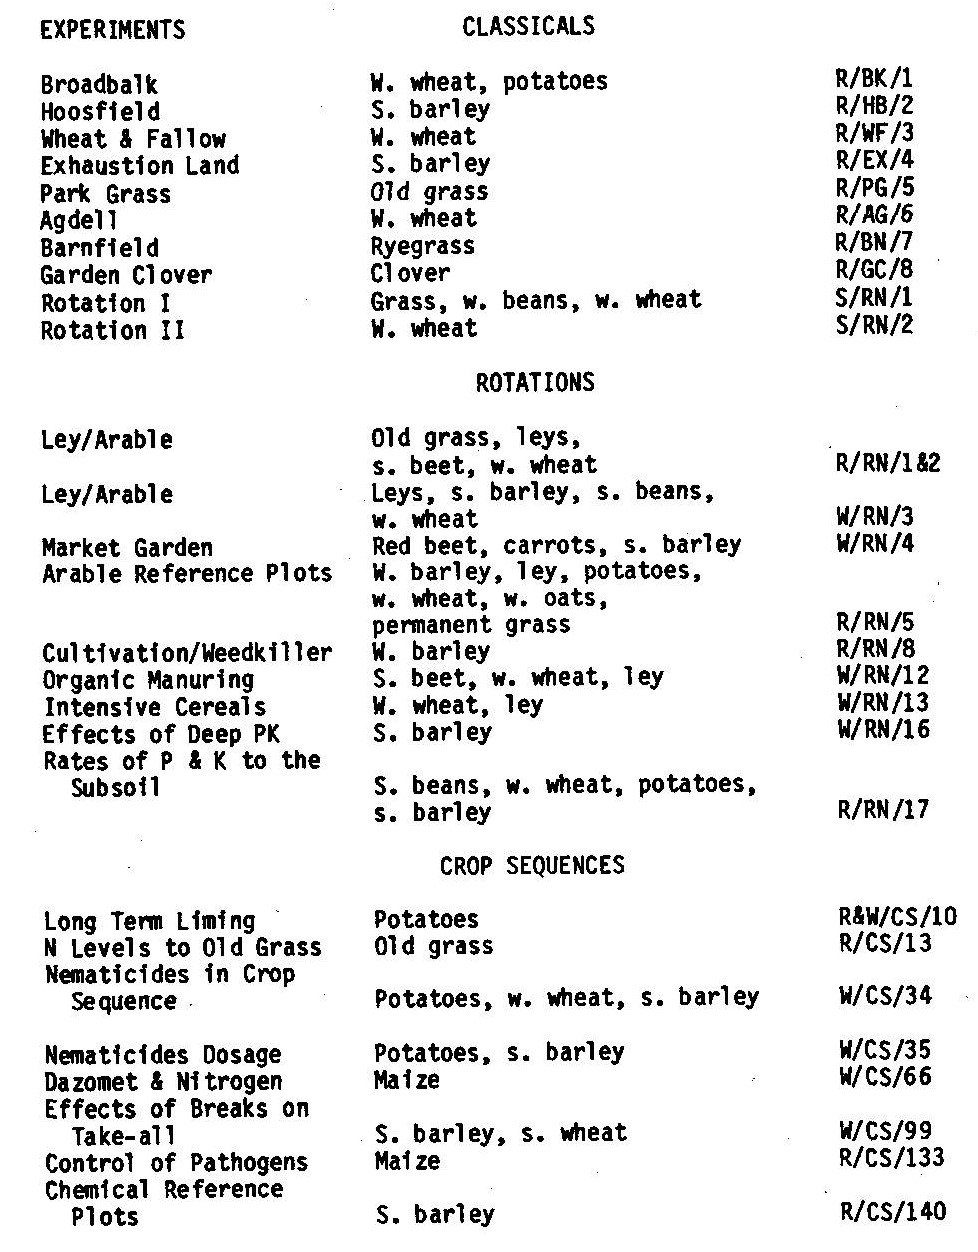 EXPERIMENTS CLASSICALS
Broadbalk W. wheat, potatoes R/BK/1
Hoosfield S. barley R/HB/2
Wheat & Fallow W. wheat R/WF/3
Exhaustion Land S. barley R/EX/4
Park Grass Old grass R/PG/5
Agdell W. wheat R/AG/6
Barnfield Ryegrass R/BN/7
Garden Clover Clover R/GC/8
Rotation I Grass, w. beans, w. wheat S/RN/1
Rotation II W. wheat S/RN/2
ROTATIONS
Ley/Arable Old grass, leys,
s. beet, w. wheat R/RN/1&2
Ley/Arable Leys, s. barley, s. beans,
w. wheat W/RN/3
Market Garden Red beet, carrots, s. barley W/RN/4
Arable Reference Plots W. barley, ley, potatoes,
w. wheat, w. oats,
permanent grass R/RN/5
Cultivation/Weedkiller W. barley R/RN/8
Organic Manuring S. beet, w. wheat, ley W/RN/12
Intensive Cereals W. wheat, ley W/RN/13
Effects of Deep PK S. barley W/RN/16
Rates of P & K to the
Subsoil S. beans, w. wheat, potatoes,
s. barley R/RN/17
CROP SEQUENCES
Long Term Liming Potatoes R&W/CS/10
N Levels to Old Grass Old grass R/CS/13
Nematicides in Crop
Sequence Potatoes, w. wheat, s. barley W/CS/34
Nematicides Dosage Potatoes, s. barley W/CS/35
Dazomet & Nitrogen Maize W/CS/66
Effects of Breaks on
Take-all S. barley, s. wheat W/CS/99
Control of Pathogens Maize R/CS/133
Chemical Reference
Plots S. barley R/CS/140